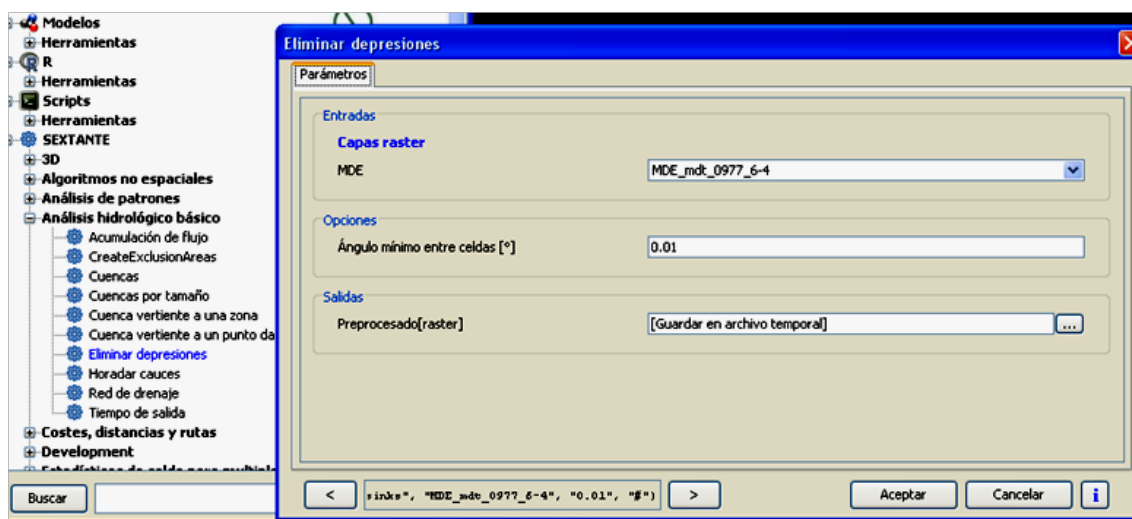 Modelos
Herramientas
R
Herramientas
Scripts
Herramientas
SEXTANTE
3D
Algoritmos no espaciales
Análisis de patrones
Análisis hidrológico básico
Acumulación de flujo
CreateExclusionAreas
Cuencas
Cuencas por tamaño
Cuenca vertiente a una zona
Cuenca vertiente a un punto da
Eliminar depresiones
Horadar cauces
Red de drenaje
Tiempo de salida
Costes, distancias y rutas
Development
Buscar
Eliminar depresiones
Parámetros
Entradas
Capas raster
MDE MDE_mdt_0977_6-4
Opciones
Ángulo mínimo entre celdas [°] 0.01
Salidas
Preprocesado[raster] [Guardar en archivo temporal] ...
< sinks", "MDE_mdt_0977_6-4", "0.01", "#") > Aceptar Cancelar i